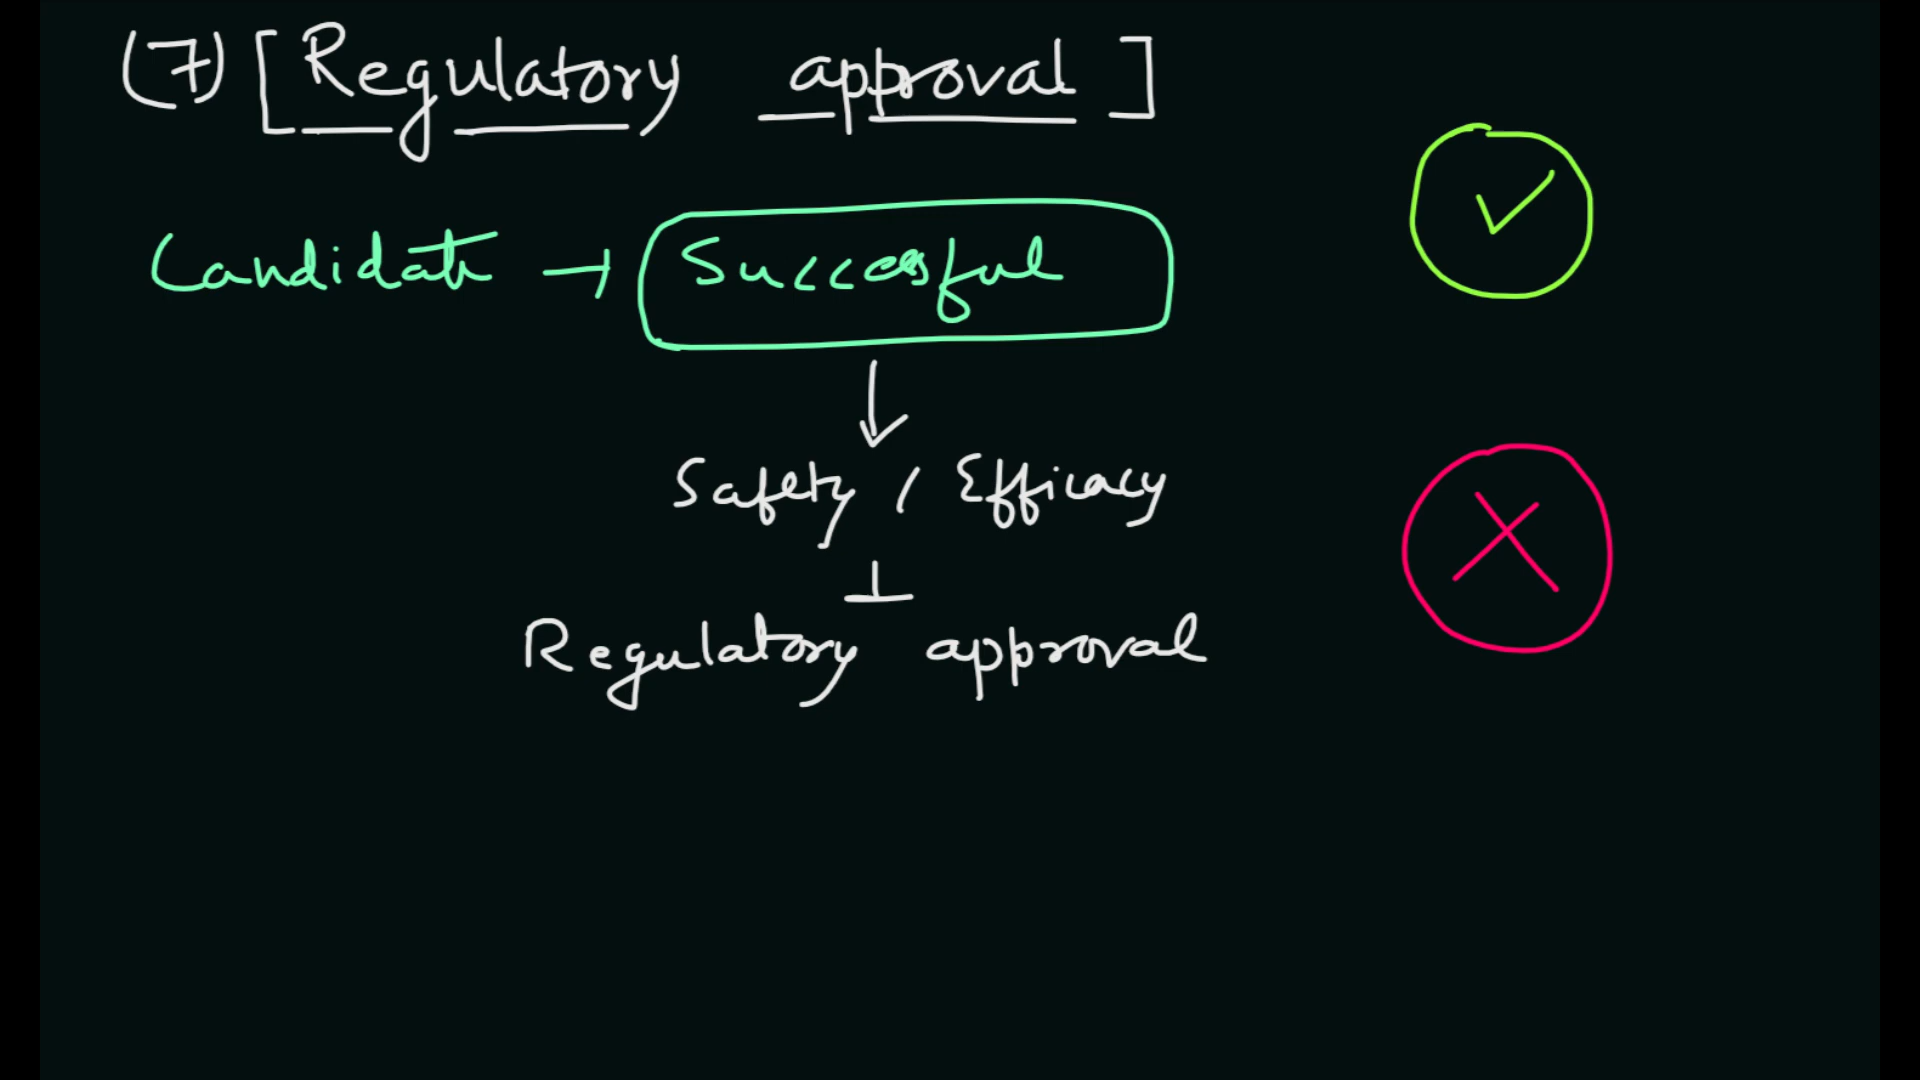 (7) [Regulatory approval]
Candidate → Successful
Safety / Efficacy
Regulatory approval